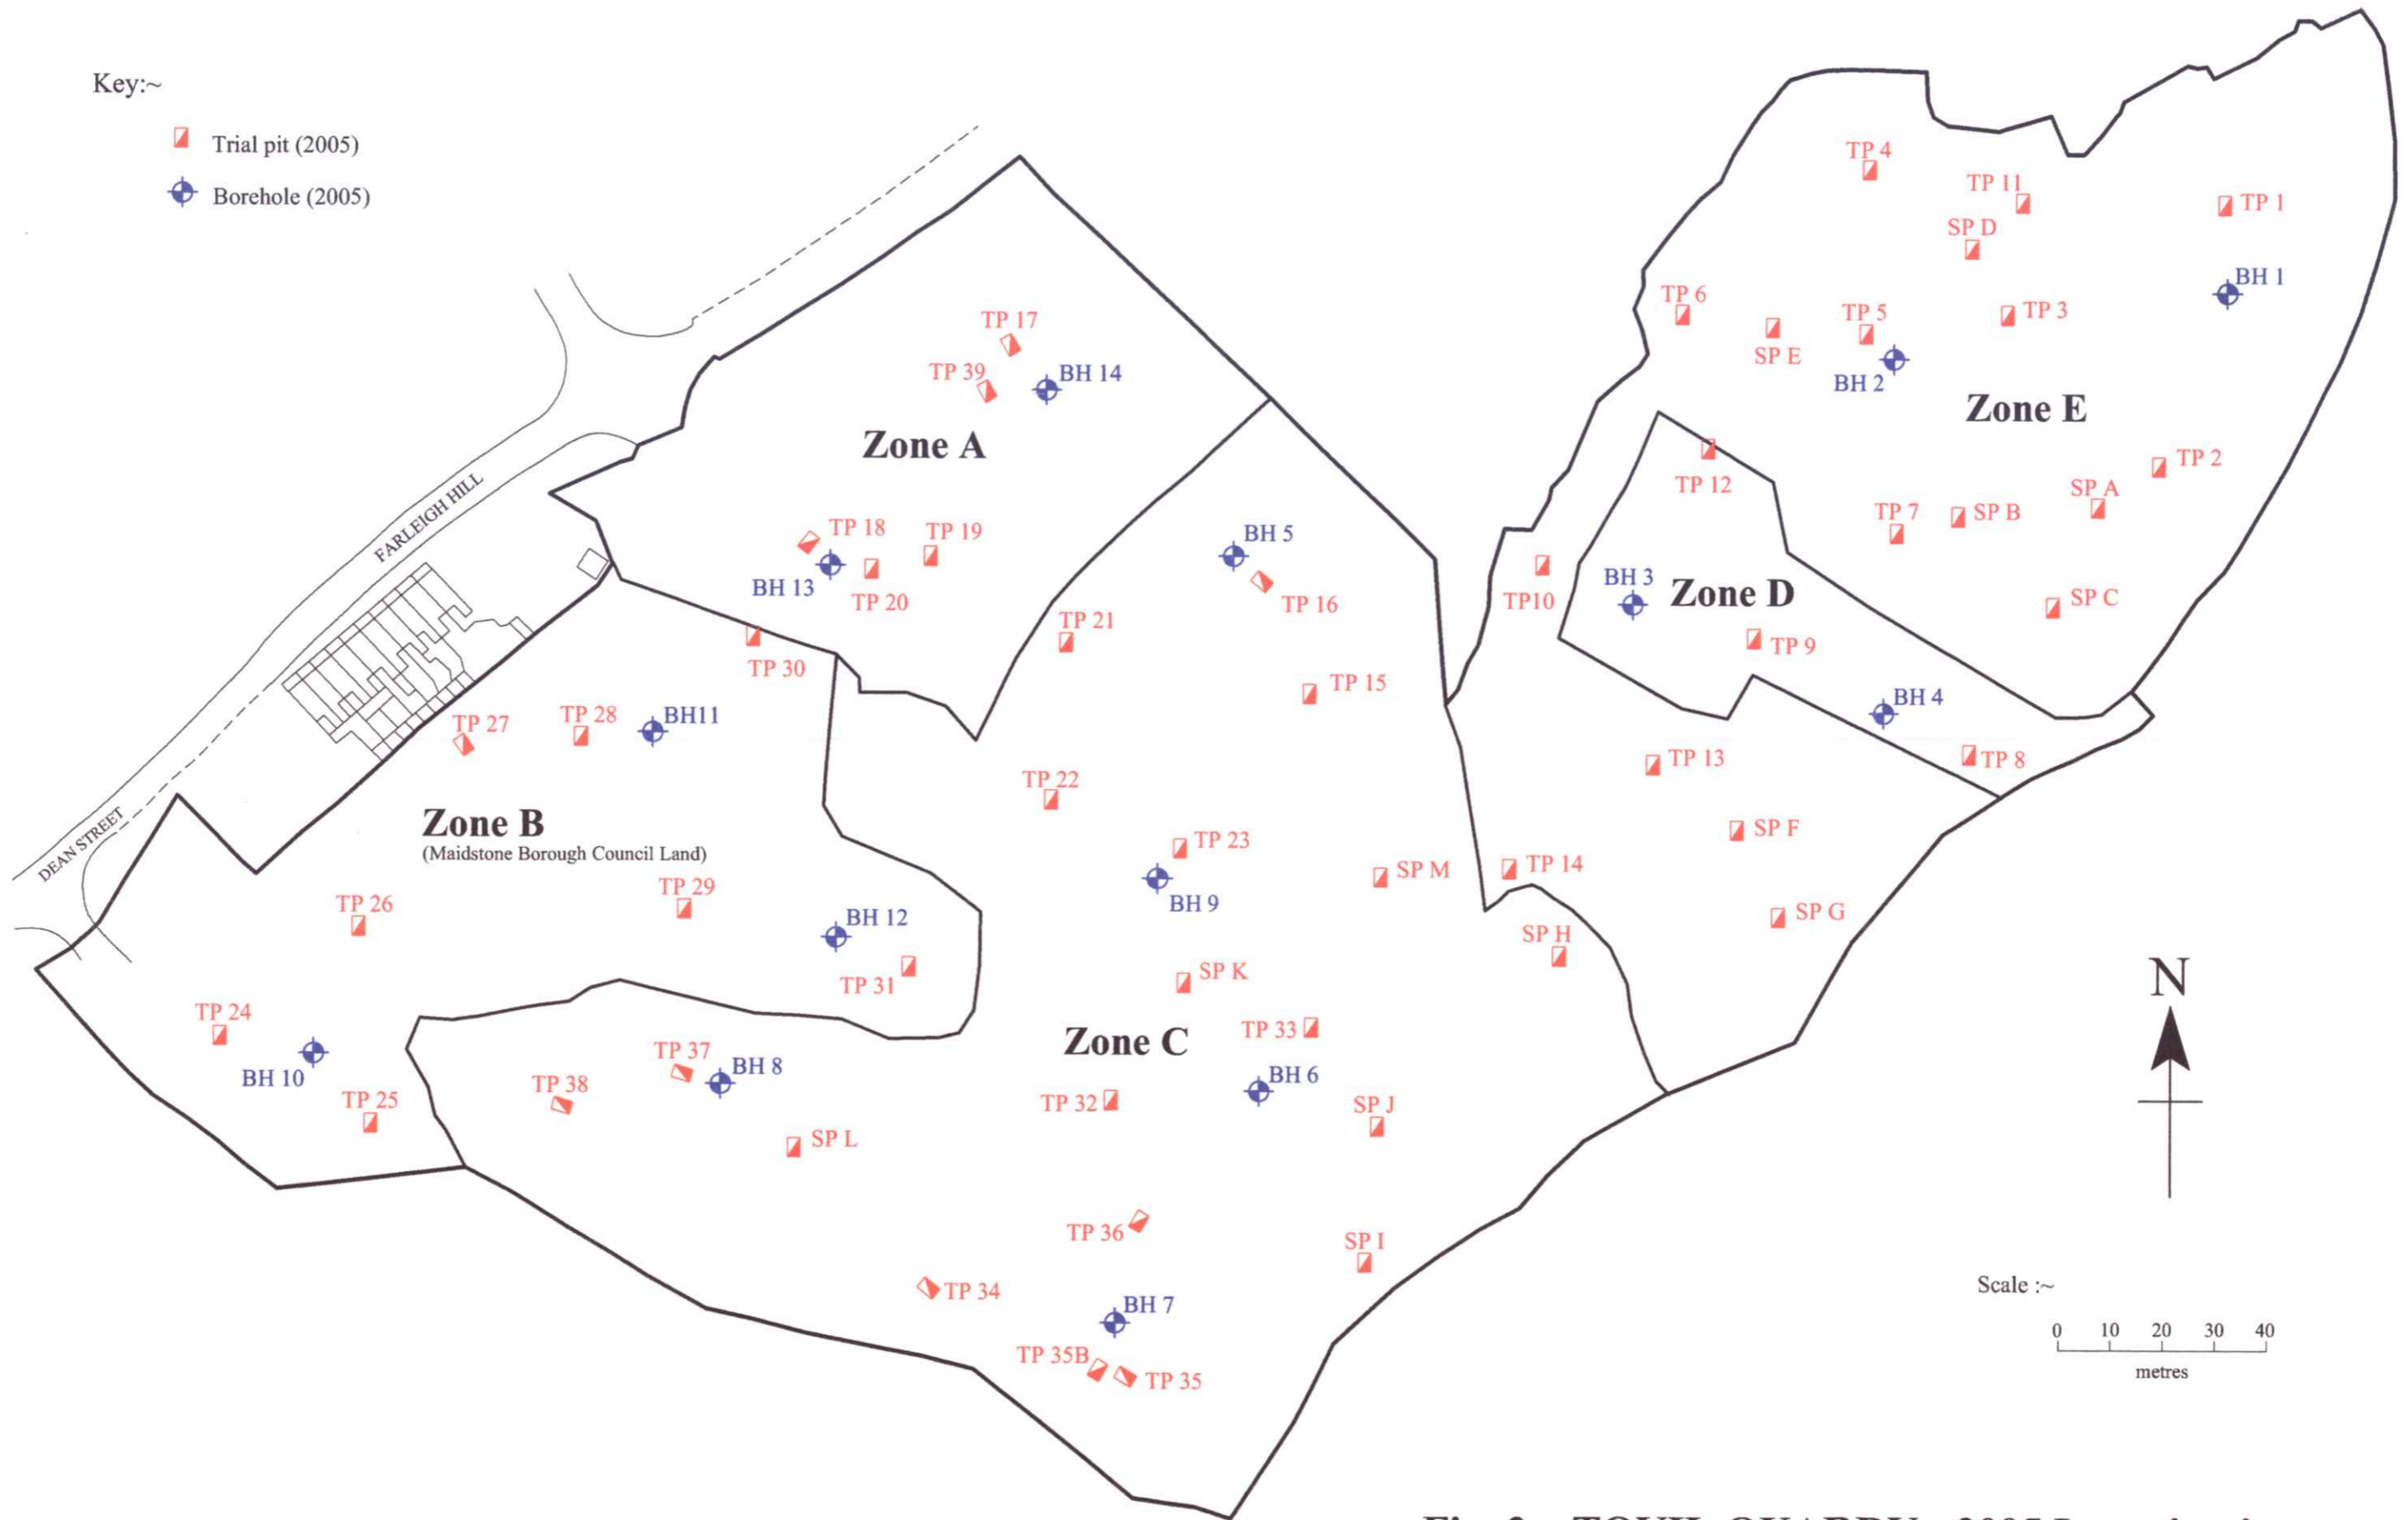 Key:~
Trial pit (2005)
Borehole (2005)
TP 4
TP 11
TP 1
SP D
BH 1
TP 6
TP 5
TP 3
SP E
BH 2
Zone E
TP 17
TP 39
BH 14
Zone A
TP 12
TP 2
SP A
TP 7
SP B
FARLEIGH HILL
TP 18
TP 19
BH 13
TP 20
BH 5
TP 16
TP10
BH 3
Zone D
SP C
TP 9
TP 21
TP 30
TP 15
BH 4
TP 27
TP 28
BH11
TP 13
TP 8
TP 22
Zone B
(Maidstone Borough Council Land)
DEAN STREET
TP 23
SP F
SP M
TP 14
BH 9
TP 26
TP 29
BH 12
SP G
SP H
TP 31
SP K
N
TP 24
BH 10
TP 33
Zone C
TP 37
BH 8
TP 38
TP 25
BH 6
TP 32
SP J
SP L
TP 36
SP I
TP 34
BH 7
TP 35B
TP 35
Scale :~
0 10 20 30 40
metres